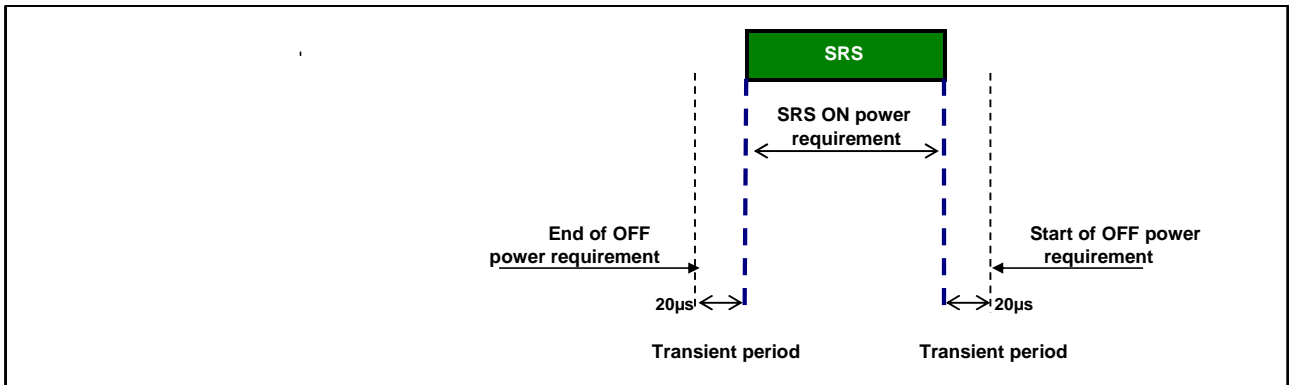 SRS
SRS ON power
requirement
End of OFF
power requirement
Start of OFF power
requirement
20µs
20µs
Transient period
Transient period